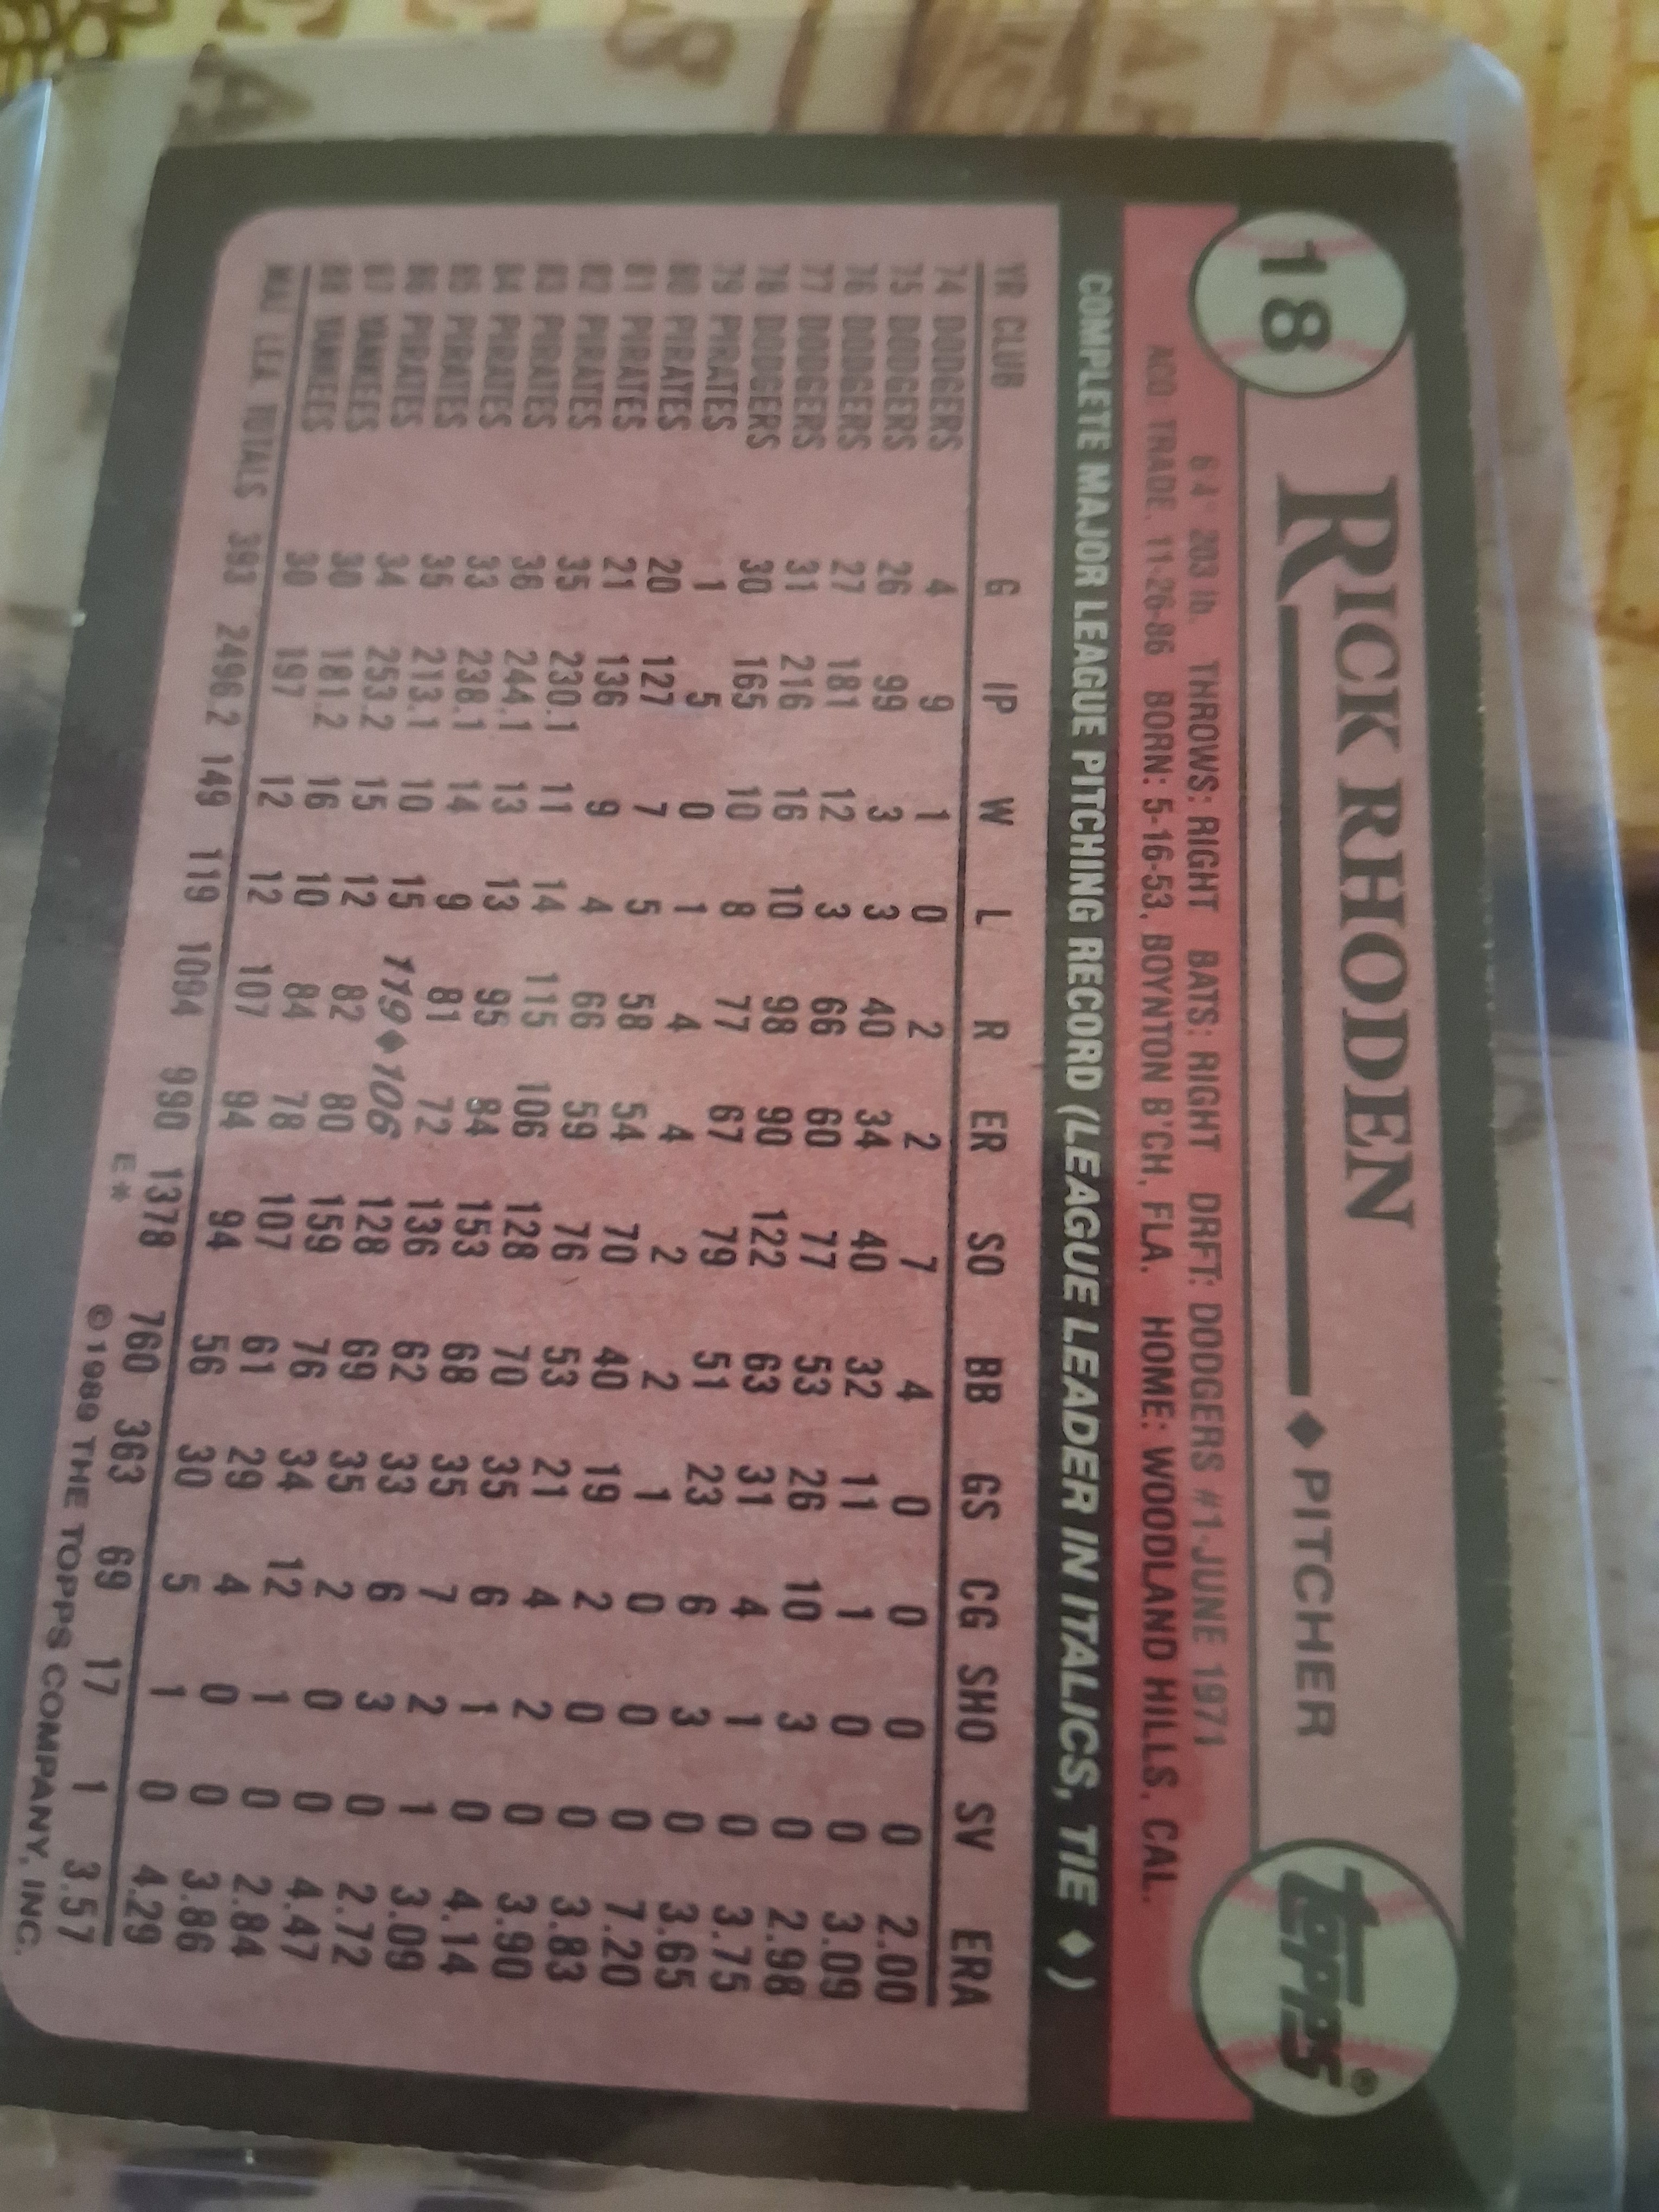 18 RICK RHODEN ♦ PITCHER
TOPPS®
6'4" 203 lb. THROWS: RIGHT BATS: RIGHT DRFT: DODGERS #1-JUNE 1971
ACQ. TRADE, 11-26-86 BORN: 5-16-53, BOYNTON B'CH, FLA. HOME: WOODLAND HILLS, CAL.
COMPLETE MAJOR LEAGUE PITCHING RECORD (LEAGUE LEADER IN ITALICS, TIE ♦)
YR CLUB G IP W L R ER SO BB GS CG SHO SV ERA
74 DODGERS 4 9 1 0 2 2 7 4 0 0 0 0 2.00
75 DODGERS 26 99 3 3 40 34 40 32 11 1 0 0 3.09
76 DODGERS 27 181 12 3 66 60 77 53 26 10 3 0 2.98
77 DODGERS 31 216 16 10 98 90 122 63 31 4 1 0 3.75
78 DODGERS 30 165 10 8 77 67 79 51 23 6 3 0 3.65
79 PIRATES 1 5 0 1 4 4 2 2 1 0 0 0 7.20
80 PIRATES 20 127 7 5 58 54 70 40 19 2 0 0 3.83
81 PIRATES 21 136 9 4 66 59 76 53 21 4 2 0 3.90
82 PIRATES 35 230.1 11 14 115 106 128 70 35 6 1 0 4.14
83 PIRATES 36 244.1 13 13 95 84 153 68 35 7 2 1 3.09
84 PIRATES 33 238.1 14 9 81 72 136 62 33 6 3 0 2.72
85 PIRATES 35 213.1 10 15 119♦106 128 69 35 2 0 0 4.47
86 PIRATES 34 253.2 15 12 82 80 159 76 34 12 1 0 2.84
87 YANKEES 30 181.2 16 10 84 78 107 61 29 4 0 0 3.86
88 YANKEES 30 197 12 12 107 94 94 56 30 5 1 0 4.29
MAJ. LEA. TOTALS 393 2496.2 149 119 1094 990 1378 760 363 69 17 1 3.57
E* ©1989 THE TOPPS COMPANY, INC.